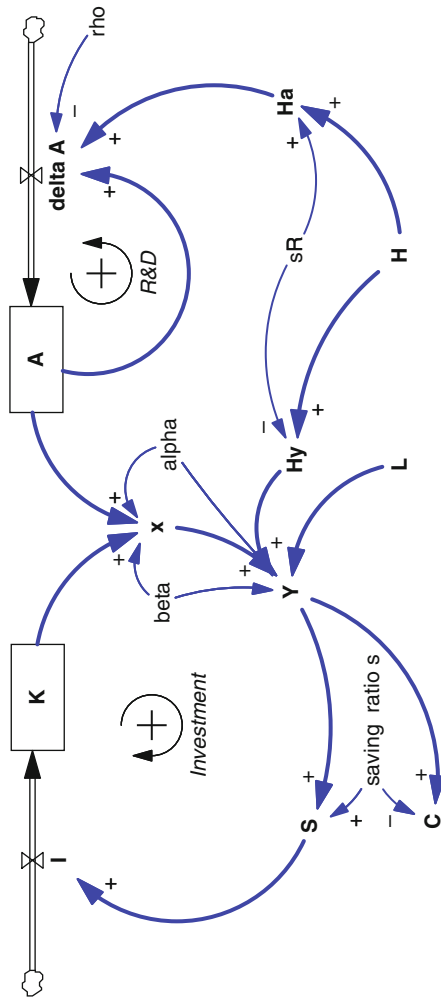 K
A
I
delta A
–
rho
+
+
+
+
R&D
+
+
x
+
beta
alpha
Investment
+
+
–
+
Y
Hy
sR
+
Ha
+
S
+
+
+
saving ratio s
–
L
H
+
C